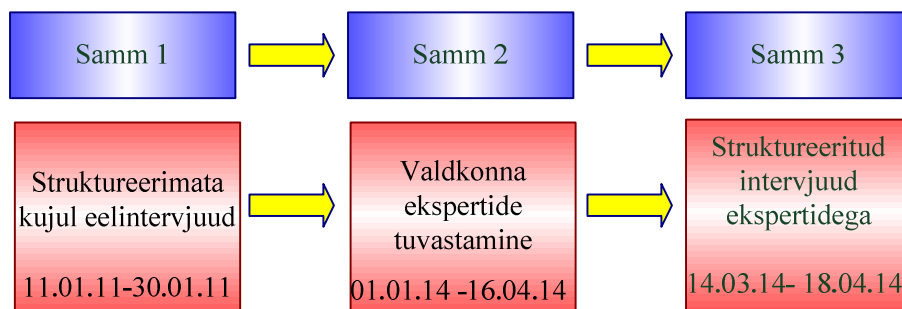 Samm 1
Samm 2
Samm 3
Struktureerimata
kujul eelintervjuud
11.01.11-30.01.11
Valdkonna
ekspertide
tuvastamine
01.01.14 -16.04.14
Struktureeritud
intervjuud
ekspertidega
14.03.14- 18.04.14